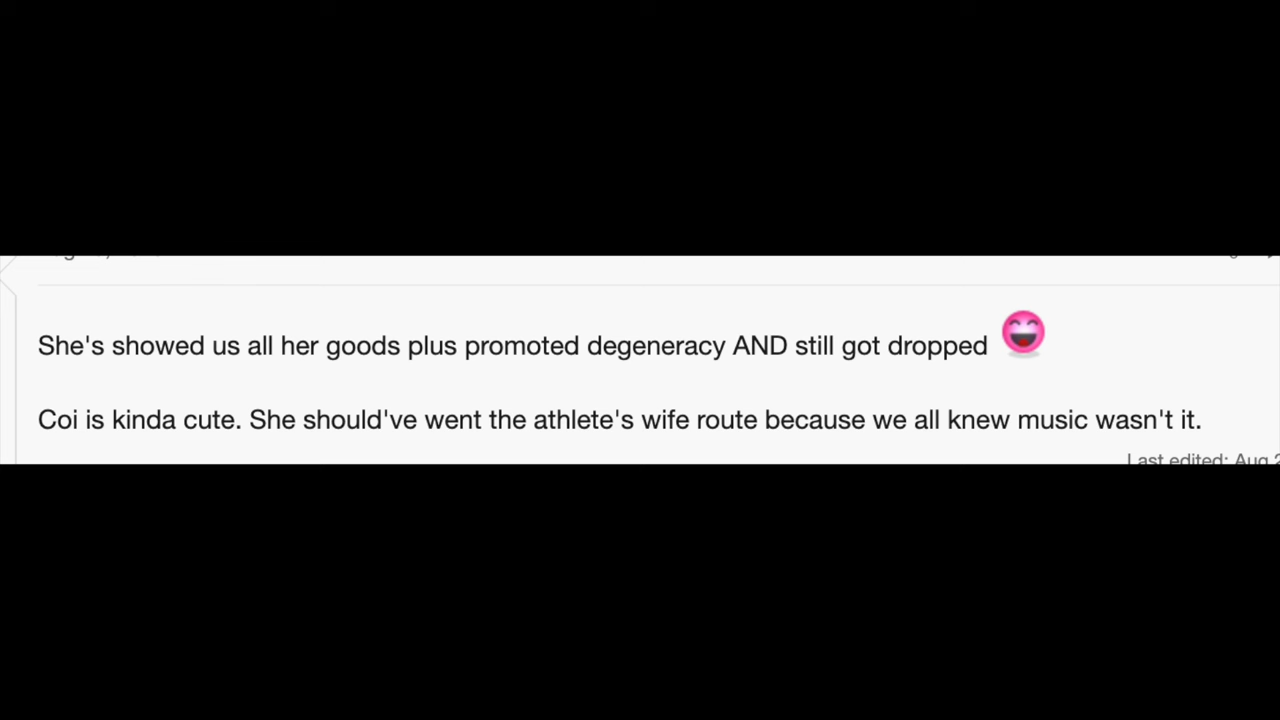 She's showed us all her goods plus promoted degeneracy AND still got dropped
Coi is kinda cute. She should've went the athlete's wife route because we all knew music wasn't it.
Last edited: Aug